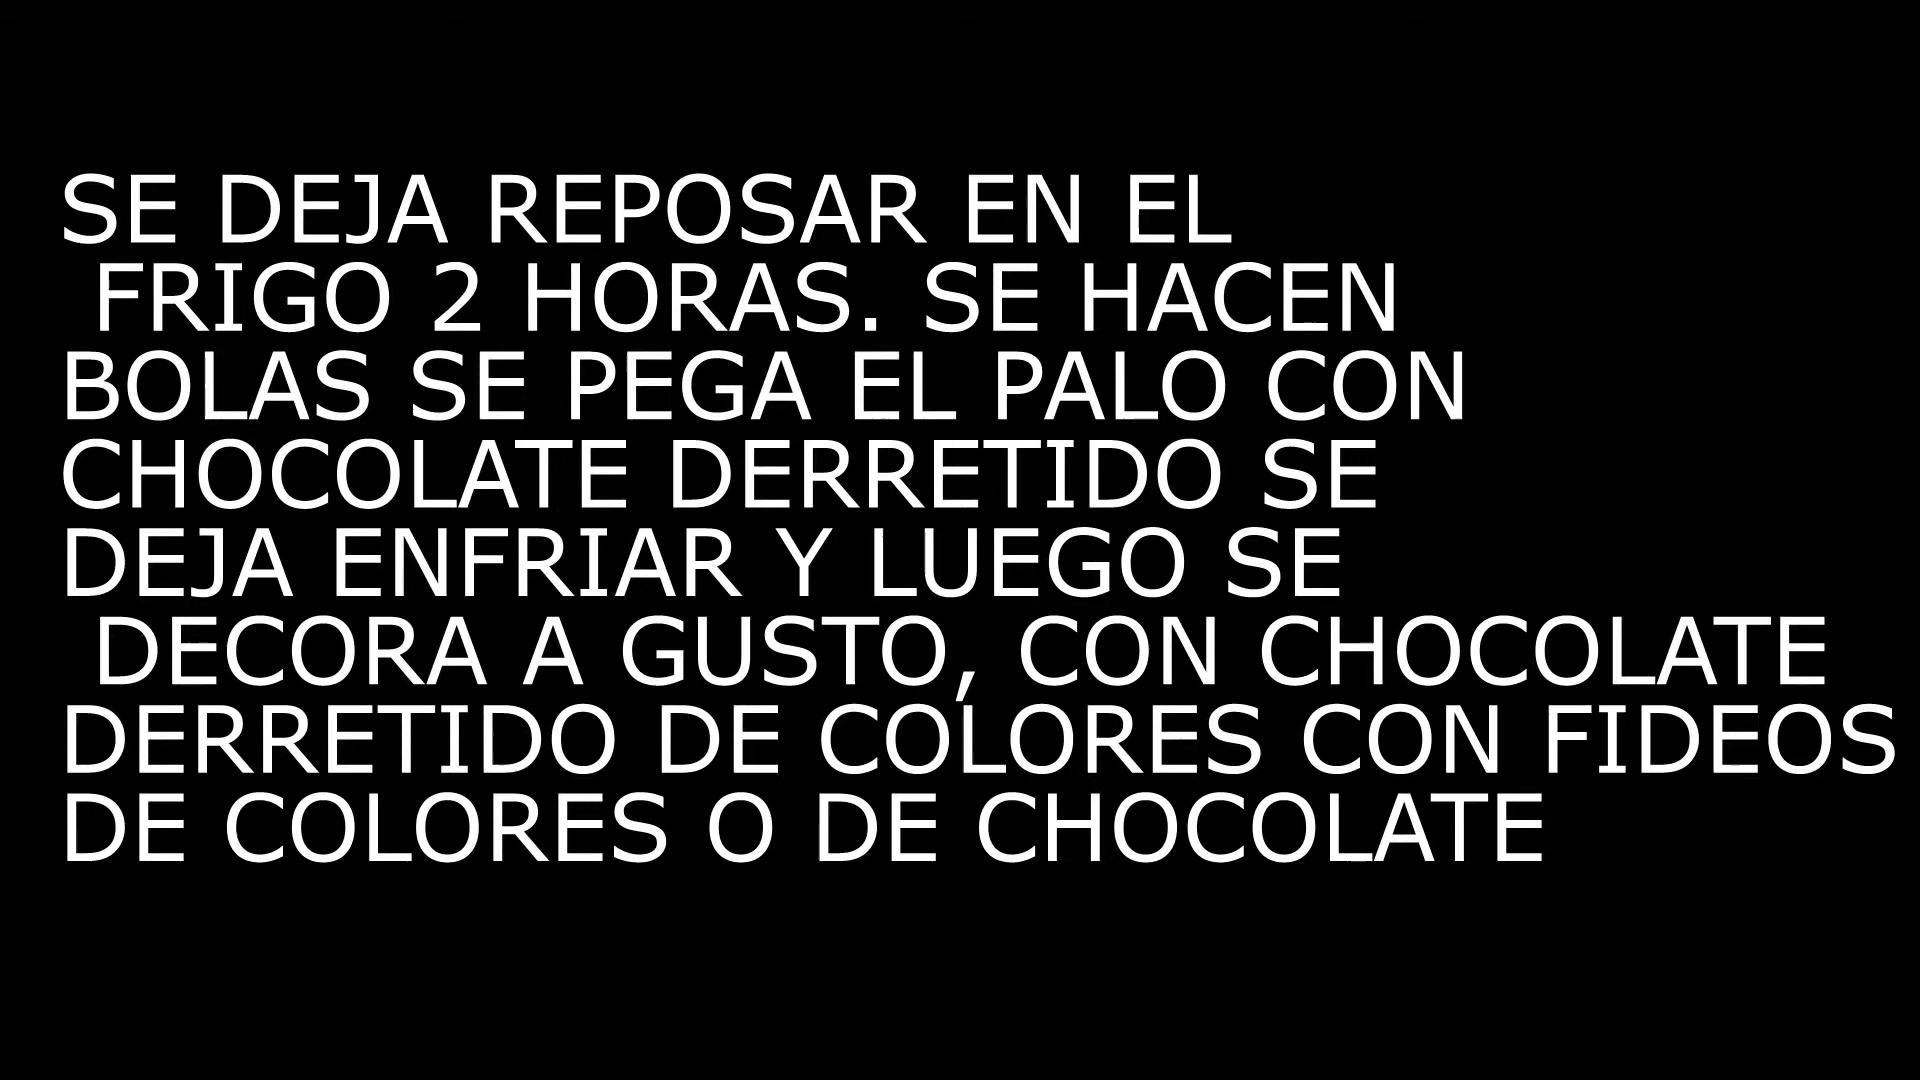 SE DEJA REPOSAR EN EL
FRIGO 2 HORAS. SE HACEN
BOLAS SE PEGA EL PALO CON
CHOCOLATE DERRETIDO SE
DEJA ENFRIAR Y LUEGO SE
DECORA A GUSTO, CON CHOCOLATE
DERRETIDO DE COLORES CON FIDEOS
DE COLORES O DE CHOCOLATE